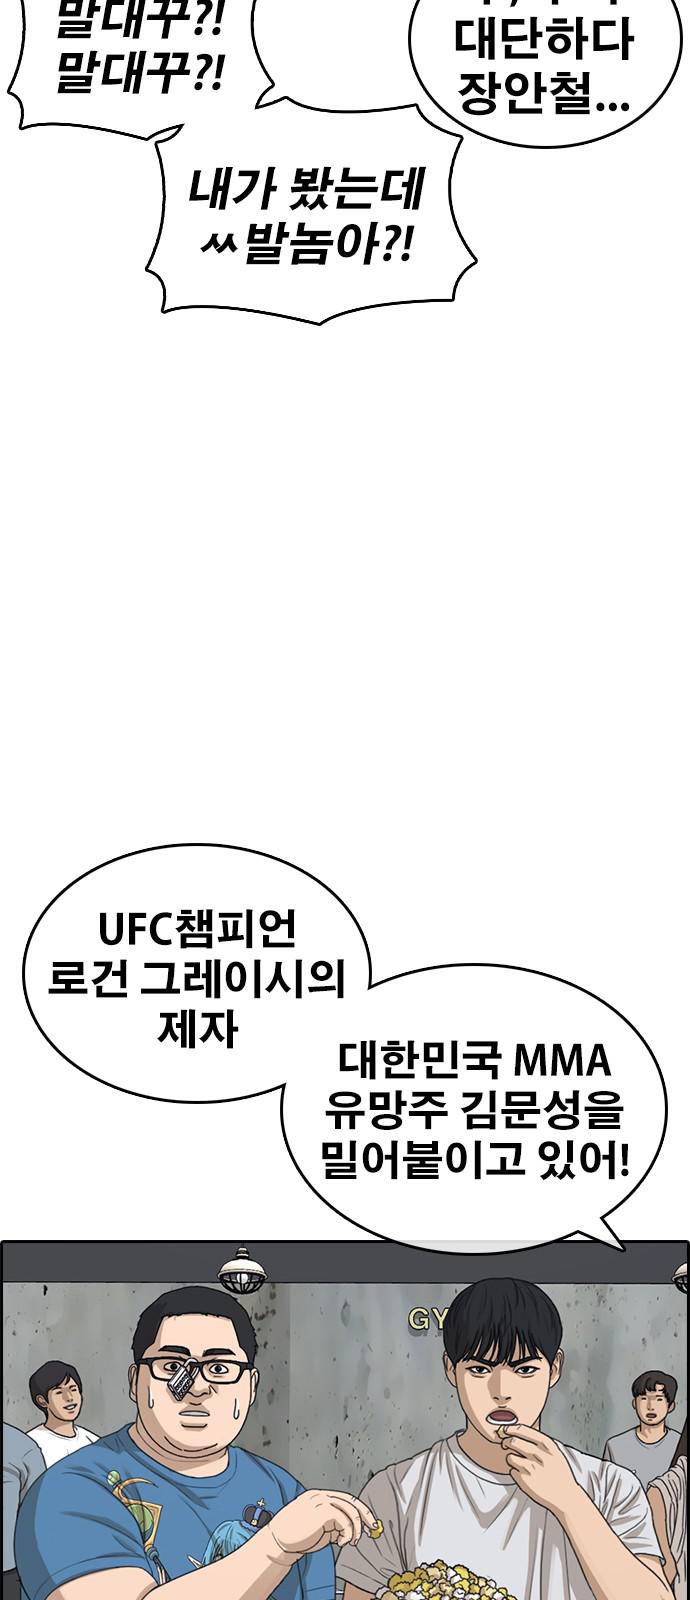 말대꾸?!
말대꾸?!
대단하다
장안철...
내가 봤는데
ㅆ발놈아?!
UFC챔피언
로건 그레이시의
제자
대한민국 MMA
유망주 김문성을
밀어붙이고 있어!
GY